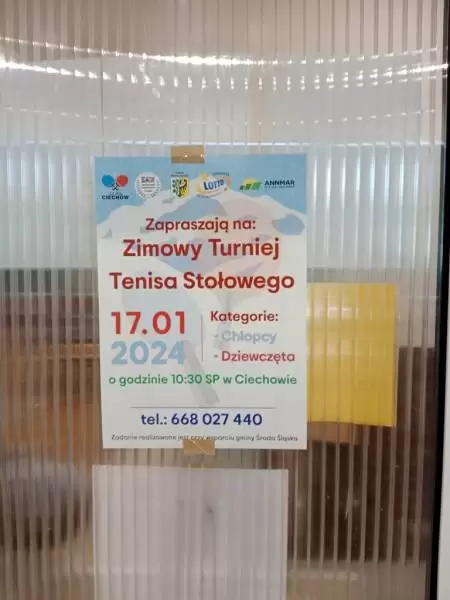 CIECHÓW
LOTTO
ANNMAR
Zapraszają na:
Zimowy Turniej
Tenisa Stołowego
17.01
2024
Kategorie:
- Chłopcy
- Dziewczęta
o godzinie 10:30 SP w Ciechowie
tel.: 668 027 440
Zadanie realizowane jest przy wsparciu gminy Środa Śląska